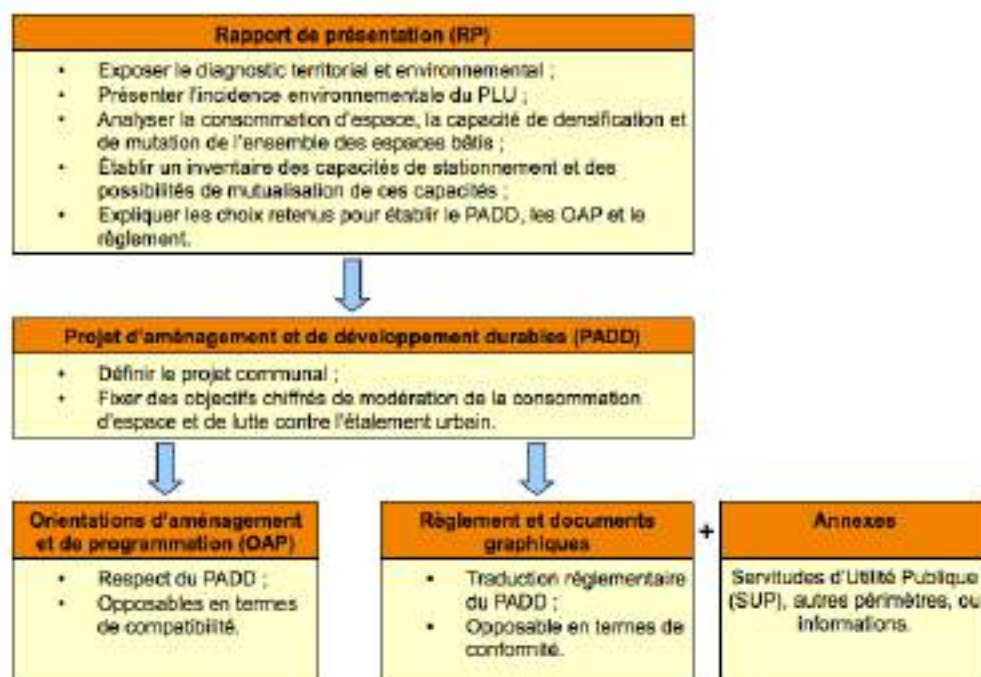 Rapport de présentation (RP)
• Exposer le diagnostic territorial et environnemental ;
• Présenter l'incidence environnementale du PLU ;
• Analyser la consommation d'espace, la capacité de densification et
de mutation de l'ensemble des espaces bâtis ;
• Établir un inventaire des capacités de stationnement et des
possibilités de mutualisation de ces capacités ;
• Expliquer les choix retenus pour établir le PADD, les OAP et le
règlement.
Projet d'aménagement et de développement durables (PADD)
• Définir le projet communal ;
• Fixer des objectifs chiffrés de modération de la consommation
d'espace et de lutte contre l'étalement urbain.
Orientations d'aménagement
et de programmation (OAP)
• Respect du PADD ;
• Opposables en termes
de compatibilité.
Règlement et documents
graphiques
• Traduction réglementaire
du PADD ;
• Opposable en termes de
conformité.
+
Annexes
Servitudes d'Utilité Publique
(SUP), autres périmètres, ou
informations.